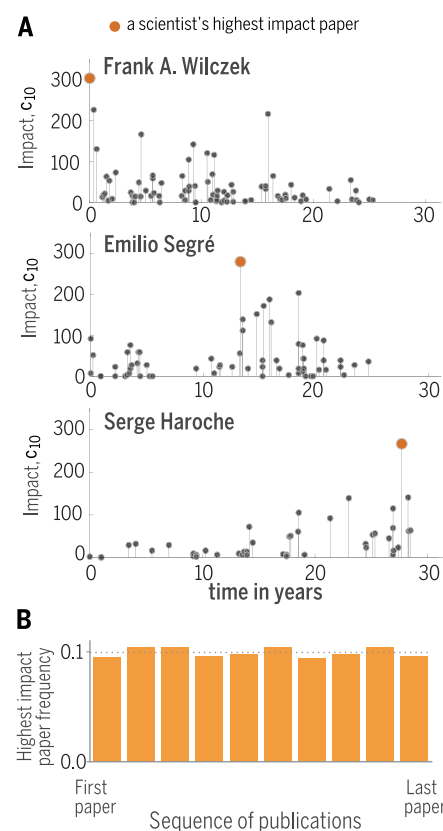 A
a scientist's highest impact paper
Frank A. Wilczek
Impact, c10
300
200
100
0
0
10
20
30
Emilio Segré
Impact, c10
300
200
100
0
0
10
20
30
Serge Haroche
Impact, c10
300
200
100
0
0
10
20
30
time in years
B
Highest impact
paper frequency
0.1
0.0
First
paper
Last
paper
Sequence of publications